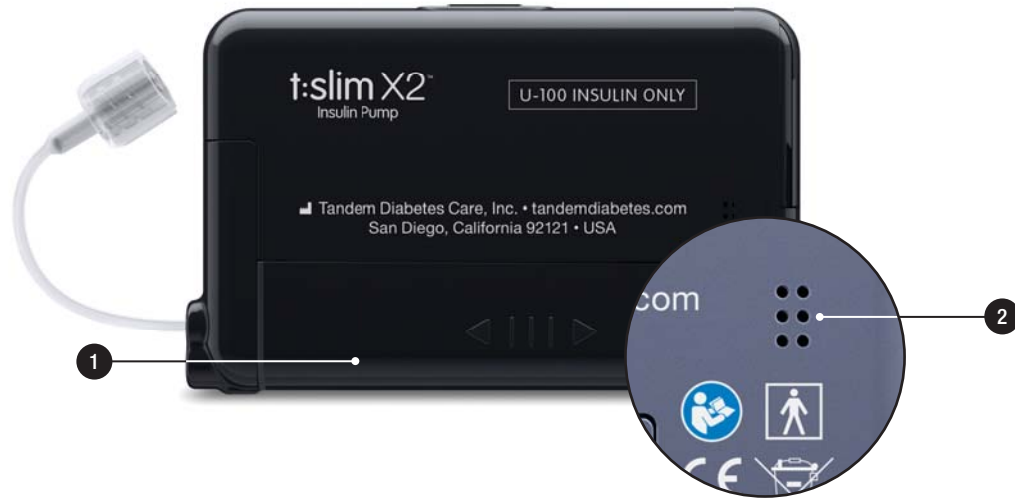 t:slim X2™
Insulin Pump
U-100 INSULIN ONLY
Tandem Diabetes Care, Inc. • tandemdiabetes.com
San Diego, California 92121 • USA
.com
1
2
CE